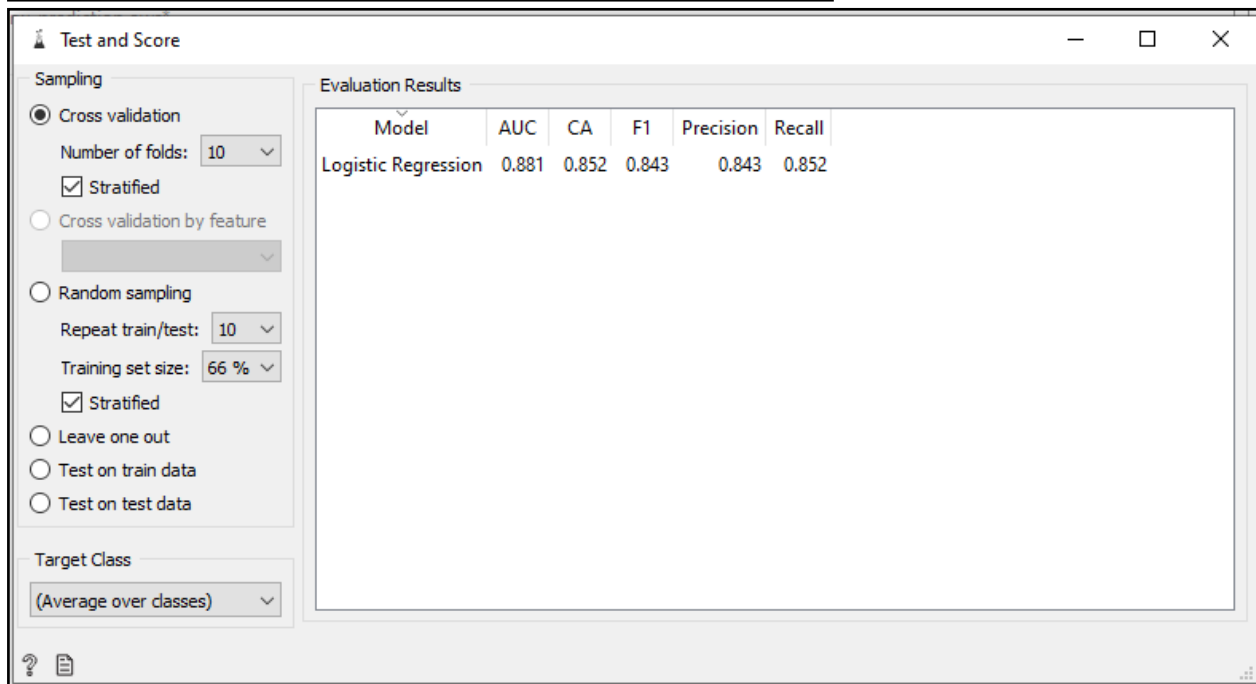 Test and Score
Sampling
Cross validation
Number of folds: 10
Stratified
Cross validation by feature
Random sampling
Repeat train/test: 10
Training set size: 66 %
Stratified
Leave one out
Test on train data
Test on test data
Target Class
(Average over classes)
?
Evaluation Results
Model AUC CA F1 Precision Recall
Logistic Regression 0.881 0.852 0.843 0.843 0.852